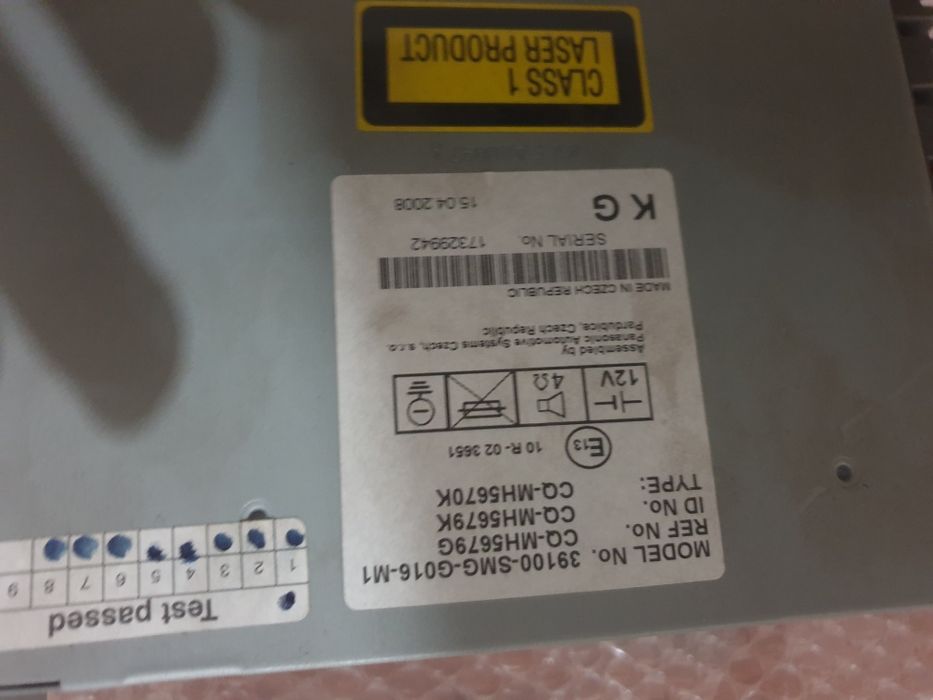 MODEL No. 39100-SMG-G016-M1
REF No. CQ-MH5679G
ID No. CQ-MH5679K
TYPE: CQ-MH5670K
E13 10 R - 02 3651
12V 4Ω
Assembled by
Panasonic Automotive Systems Czech, s.r.o.
Pardubice, Czech Republic
MADE IN CZECH REPUBLIC
SERIAL No. 17329942
K G 15.04.2008
CLASS 1
LASER PRODUCT
Test passed
1 2 3 4 5 6 7 8 9